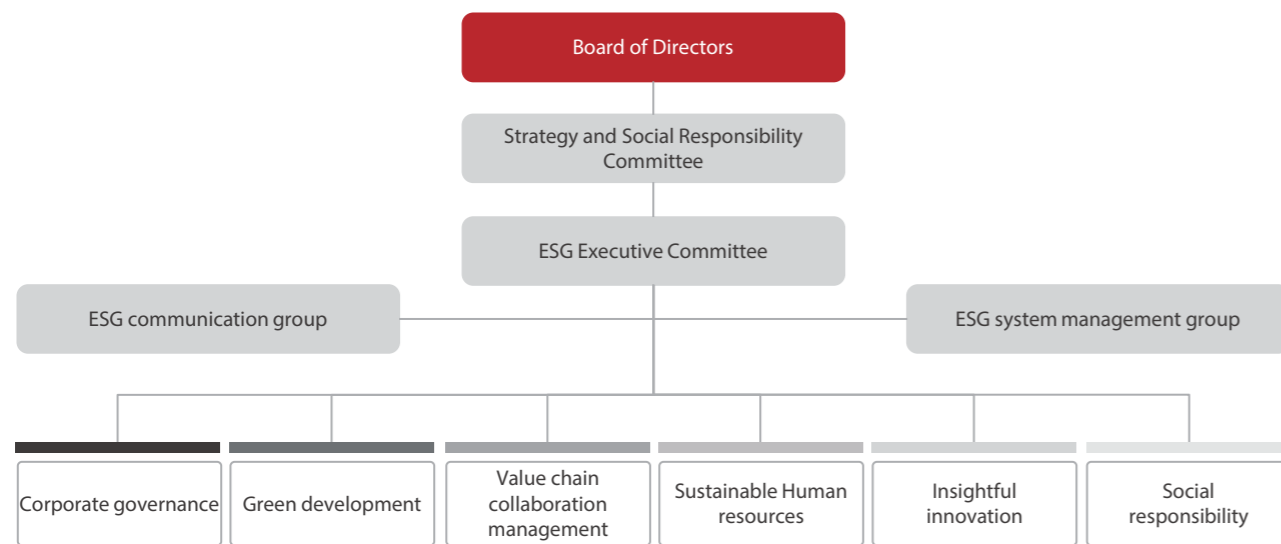 Board of Directors
Strategy and Social Responsibility
Committee
ESG Executive Committee
ESG communication group
ESG system management group
Corporate governance
Green development
Value chain
collaboration
management
Sustainable Human
resources
Insightful
innovation
Social
responsibility